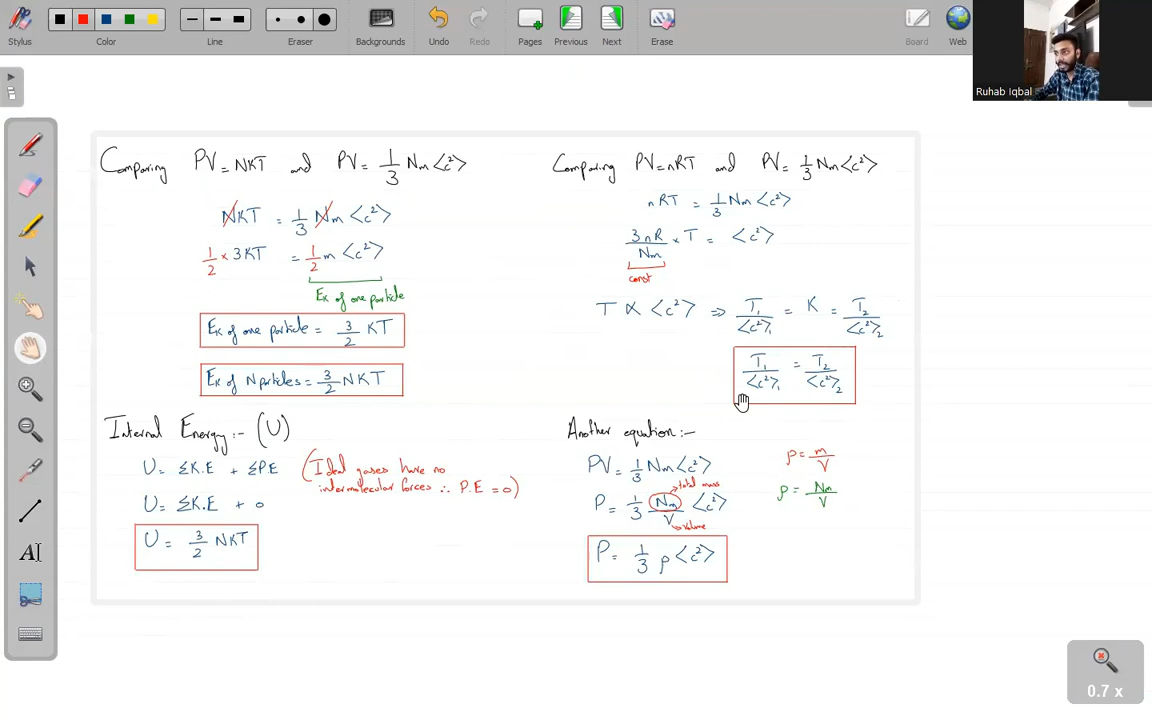 Stylus
Color
Line
Eraser
Backgrounds
Undo
Redo
Pages
Previous
Next
Erase
Board
Web
Ruhab Iqbal
Comparing PV = NKT and PV = 1/3 Nm <c²>
NKT = 1/3 Nm <c²>
1/2 × 3KT = 1/2 m <c²>
Ek of one particle
Ek of one particle = 3/2 KT
Ek of N particles = 3/2 NKT
Comparing PV = nRT and PV = 1/3 Nm <c²>
nRT = 1/3 Nm <c²>
3nR/Nm × T = <c²>
const
T ∝ <c²> ⇒ T₁/<c²>₁ = K = T₂/<c²>₂
T₁/<c²>₁ = T₂/<c²>₂
Internal Energy:- (U)
U = ΣK.E + ΣP.E (Ideal gases have no
intermolecular forces ∴ P.E = 0)
U = ΣK.E + 0
U = 3/2 NKT
Another equation:-
PV = 1/3 Nm <c²>
total mass
P = 1/3 Nm/V <c²>
volume
P = 1/3 ρ <c²>
ρ = m/V
ρ = Nm/V
0.7 x